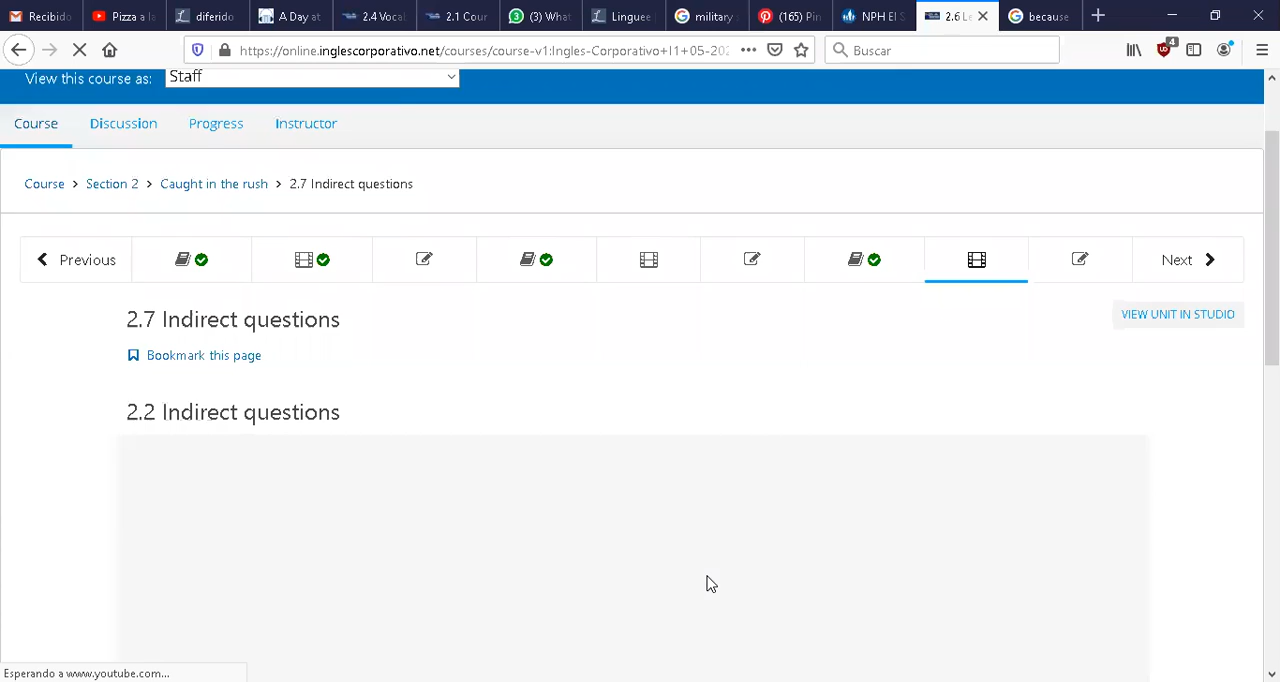 Recibido
Pizza a la
diferido
A Day at
2.4 Vocal
2.1 Cour
(3) What
Linguee
military
(165) Pin
NPH El S
2.6 Le
because
https://online.inglescorporativo.net/courses/course-v1:Ingles-Corporativo+I1+05-202
Buscar
4
View this course as: Staff
Course Discussion Progress Instructor
Course > Section 2 > Caught in the rush > 2.7 Indirect questions
Previous
Next
2.7 Indirect questions
VIEW UNIT IN STUDIO
Bookmark this page
2.2 Indirect questions
Esperando a www.youtube.com...